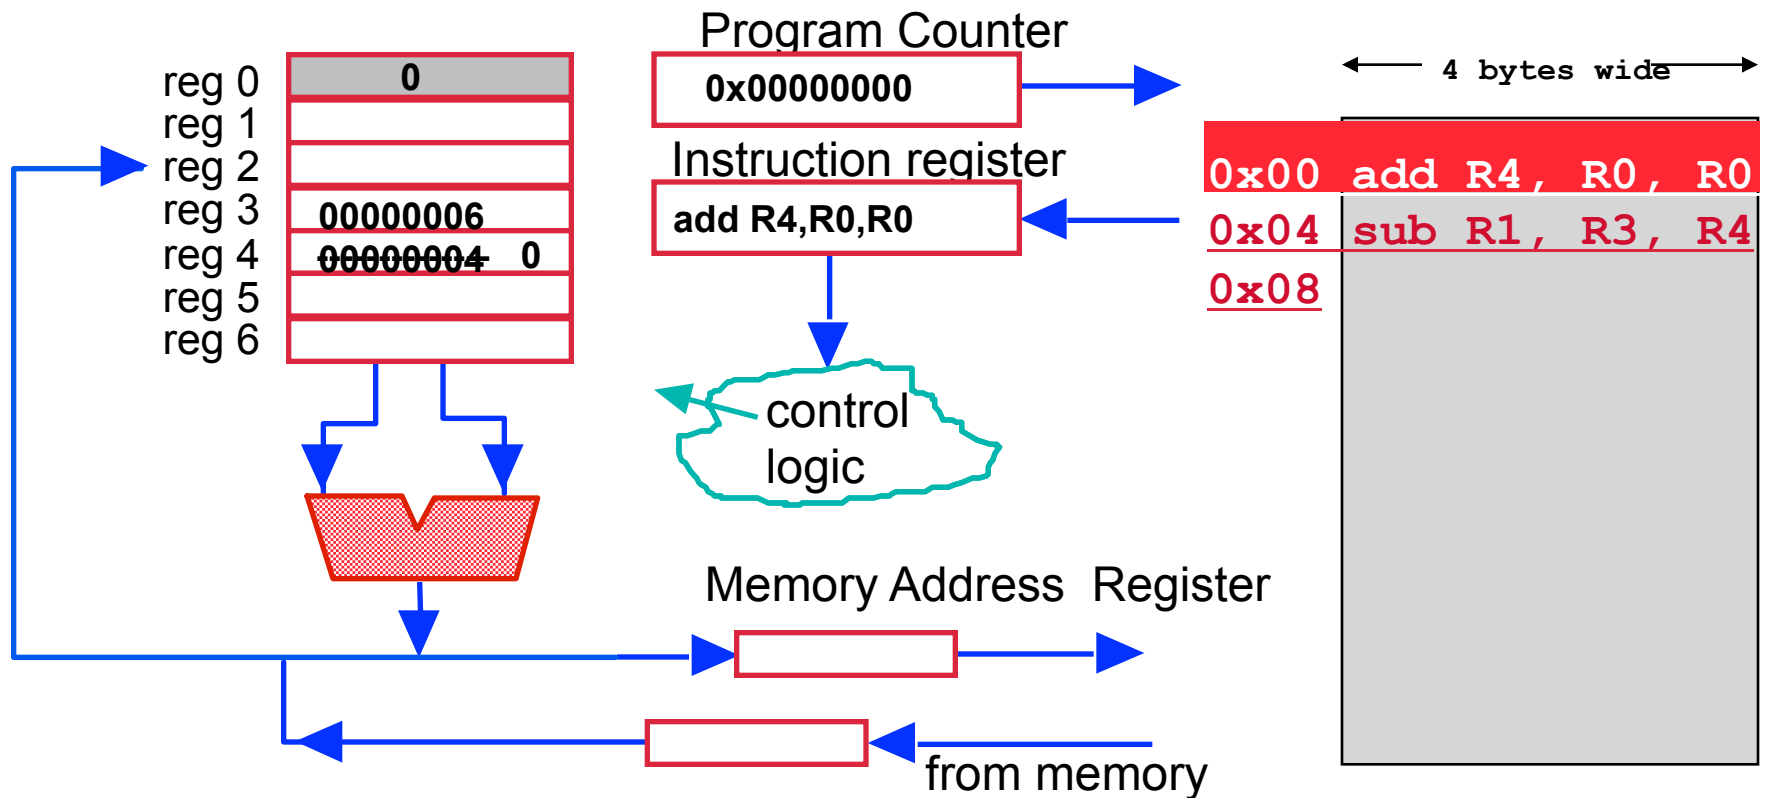 Program Counter
reg 0 0
0x00000000
4 bytes wide
reg 1
reg 2
Instruction register
0x00 add R4, R0, R0
reg 3 00000006
add R4,R0,R0
0x04 sub R1, R3, R4
reg 4 00000004 0
reg 5
0x08
reg 6
control
logic
Memory Address Register
from memory